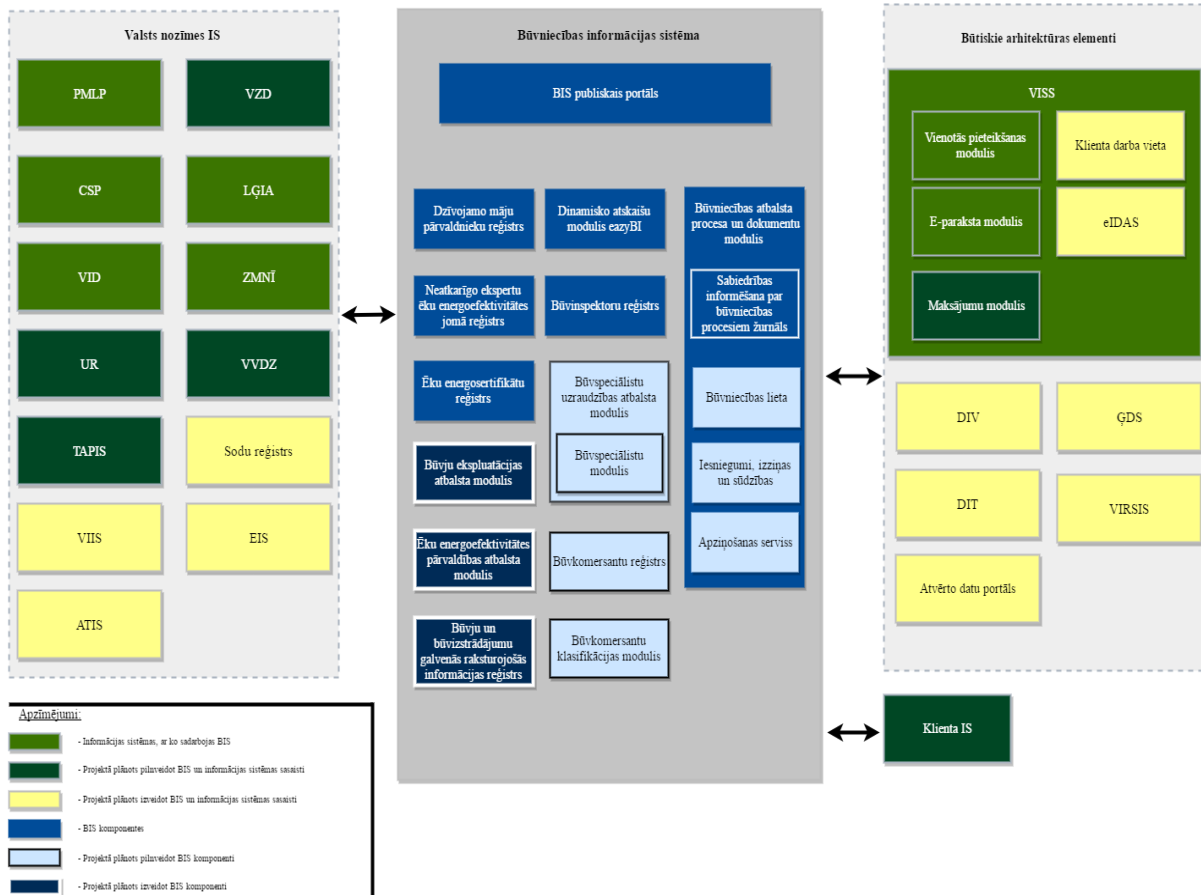 Valsts nozīmes IS
PMLP
VZD
CSP
LĢIA
VID
ZMNĪ
UR
VVDZ
TAPIS
Sodu reģistrs
VIIS
EIS
ATIS
Būvniecības informācijas sistēma
BIS publiskais portāls
Dzīvojamo māju
pārvaldnieku reģistrs
Dinamisko atskaišu
modulis eazyBI
Neatkarīgo ekspertu
ēku energoefektivitātes
jomā reģistrs
Būvinspektoru reģistrs
Ēku energosertifikātu
reģistrs
Būvspeciālistu
uzraudzības atbalsta
modulis
Būvspeciālistu
modulis
Būvju ekspluatācijas
atbalsta modulis
Ēku energoefektivitātes
pārvaldības atbalsta
modulis
Būvkomersantu reģistrs
Būvju un
būvizstrādājumu
galvenās raksturojošās
informācijas reģistrs
Būvkomersantu
klasifikācijas modulis
Būvniecības atbalsta
procesa un dokumentu
modulis
Sabiedrības
informēšana par
būvniecības
procesiem žurnāls
Būvniecības lieta
Iesniegumi, izziņas
un sūdzības
Apziņošanas serviss
Būtiskie arhitektūras elementi
VISS
Vienotās pieteikšanas
modulis
Klienta darba vieta
E-paraksta modulis
eIDAS
Maksājumu modulis
DIV
ĢDS
DIT
VIRSIS
Atvērto datu portāls
Klienta IS
Apzīmējumi:
- Informācijas sistēmas, ar ko sadarbojas BIS
- Projektā plānots pilnveidot BIS un informācijas sistēmas sasaisti
- Projektā plānots izveidot BIS un informācijas sistēmas sasaisti
- BIS komponentes
- Projektā plānots pilnveidot BIS komponenti
- Projektā plānots izveidot BIS komponenti